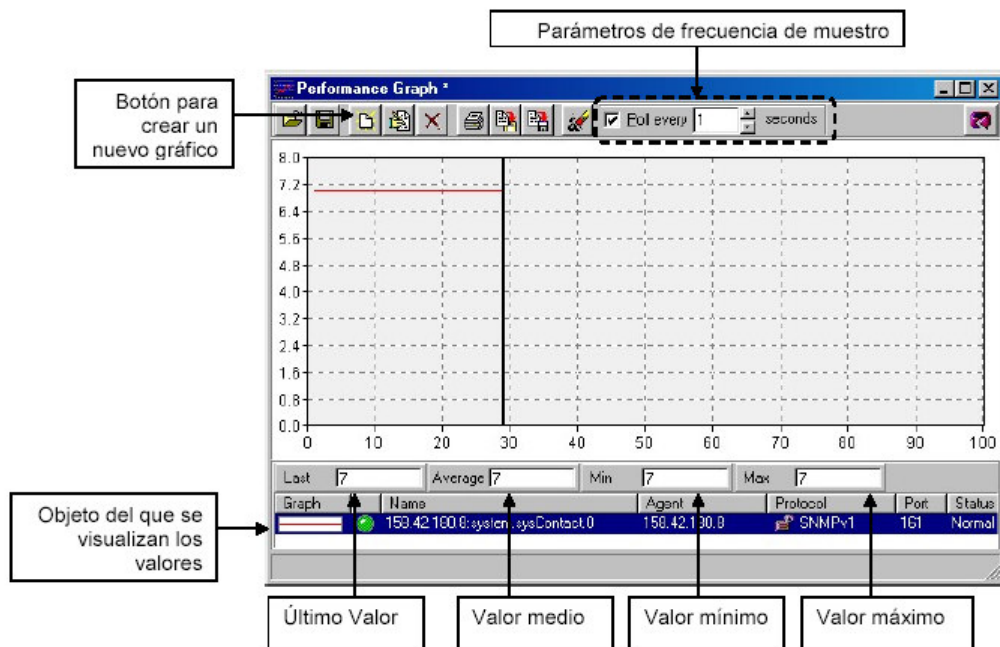 Parámetros de frecuencia de muestro
Botón para
crear un
nuevo gráfico
Performance Graph *
Poll every 1 seconds
8.0
7.2
6.4
5.6
4.8
4.0
3.2
2.4
1.6
0.8
0.0
0 10 20 30 40 50 60 70 80 90 100
Last 7 Average 7 Min 7 Max 7
Graph Name Agent Protocol Port Status
158.42.180.8:system.sysContact.0 158.42.180.8 SNMPv1 161 Normal
Objeto del que se
visualizan los
valores
Último Valor
Valor medio
Valor mínimo
Valor máximo